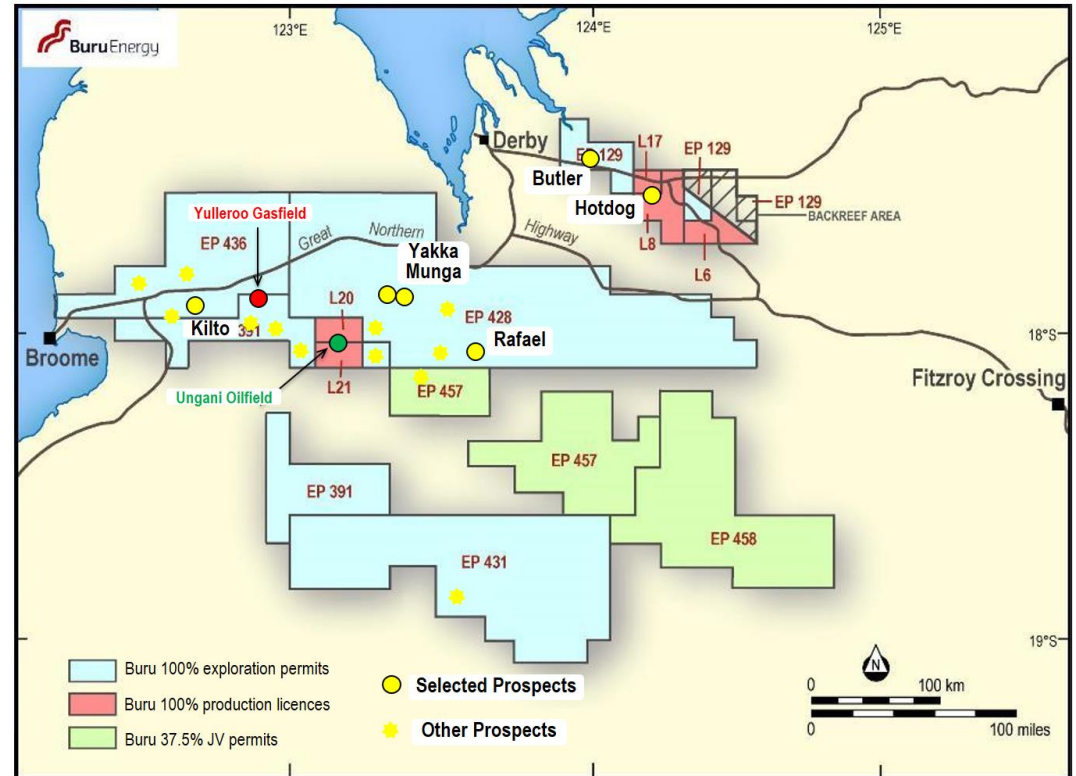 BuruEnergy
123°E
124°E
125°E
Derby
L17
EP 129
EP 129
Butler
Hotdog
EP 129
BACKREEF AREA
L8
L6
Yulleroo Gasfield
EP 436
Great
Northern
Highway
Yakka
Munga
L20
EP 428
Kilto
391
Rafael
18°S
Broome
Fitzroy Crossing
Ungani Oilfield
L21
EP 457
EP 457
EP 391
EP 458
EP 431
19°S
N
Buru 100% exploration permits
Buru 100% production licences
Buru 37.5% JV permits
Selected Prospects
Other Prospects
0
100 km
0
100 miles